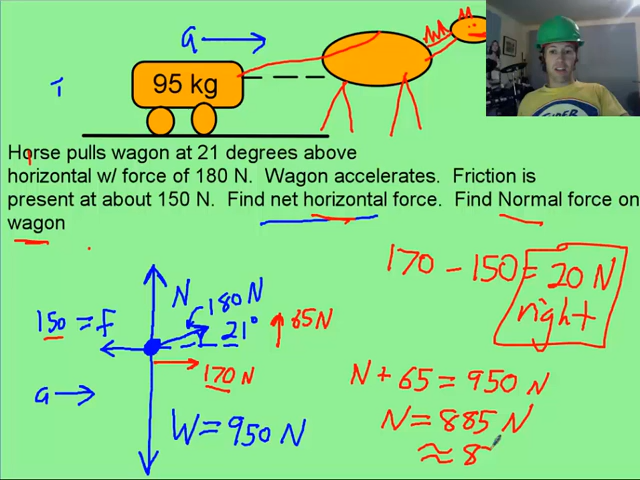 a
95 kg
Horse pulls wagon at 21 degrees above
horizontal w/ force of 180 N. Wagon accelerates. Friction is
present at about 150 N. Find net horizontal force. Find Normal force on
wagon
170 - 150 = 20 N
right
N
180 N
150 = f
21°
65N
170 N
a
W = 950 N
N + 65 = 950 N
N = 885 N
≈ 8